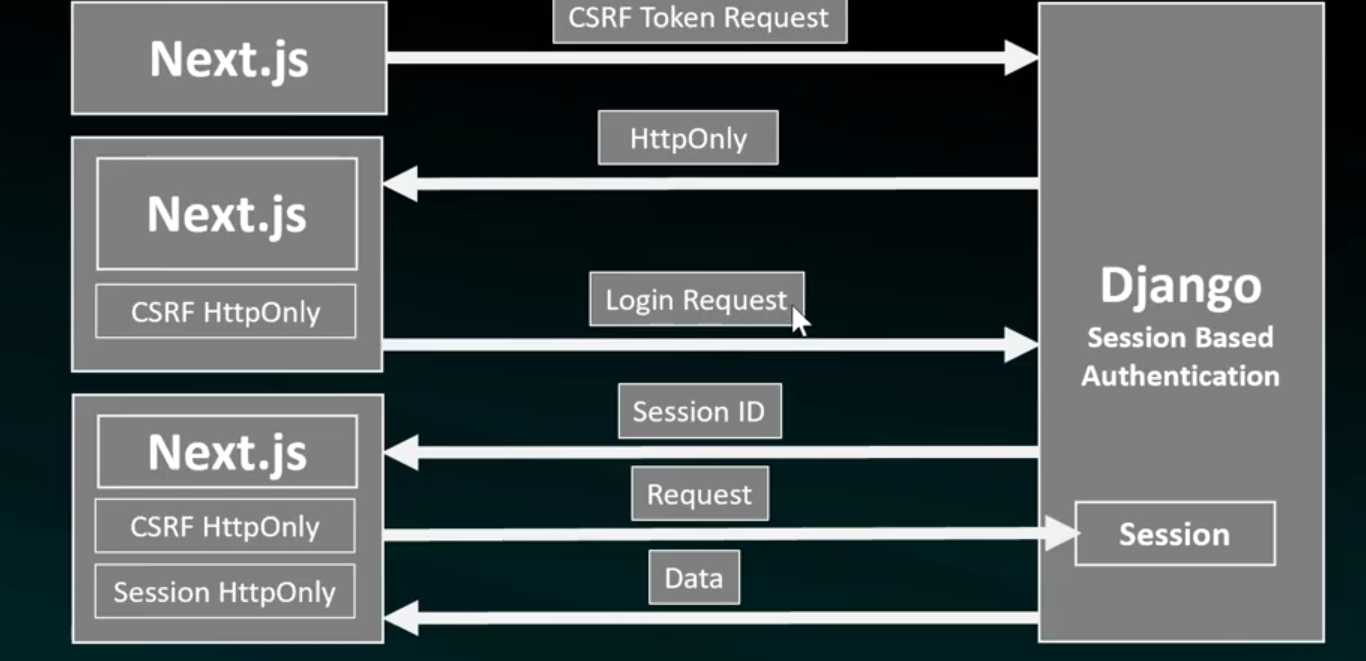 Next.js
CSRF Token Request
HttpOnly
Next.js
CSRF HttpOnly
Login Request
Django
Session Based
Authentication
Next.js
CSRF HttpOnly
Session HttpOnly
Session ID
Request
Session
Data